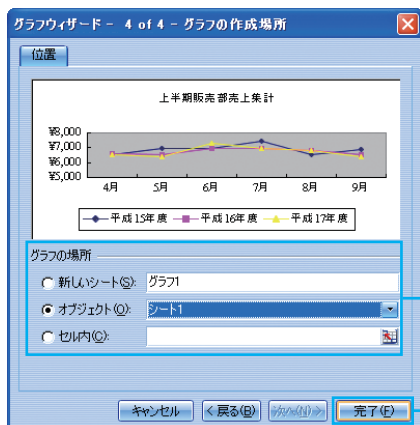 グラフウィザード - 4 of 4 - グラフの作成場所
位置
上半期販売部売上集計
¥8,000
¥7,000
¥6,000
¥5,000
4月 5月 6月 7月 8月 9月
平成15年度 平成16年度 平成17年度
グラフの場所
新しいシート(S): グラフ1
オブジェクト(O): シート1
セル内(C):
キャンセル <戻る(B) 次へ(N)> 完了(F)